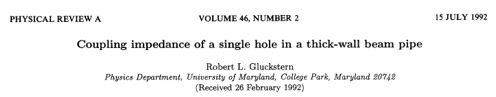 PHYSICAL REVIEW A VOLUME 46, NUMBER 2 15 JULY 1992
Coupling impedance of a single hole in a thick-wall beam pipe
Robert L. Gluckstern
Physics Department, University of Maryland, College Park, Maryland 20742
(Received 26 February 1992)